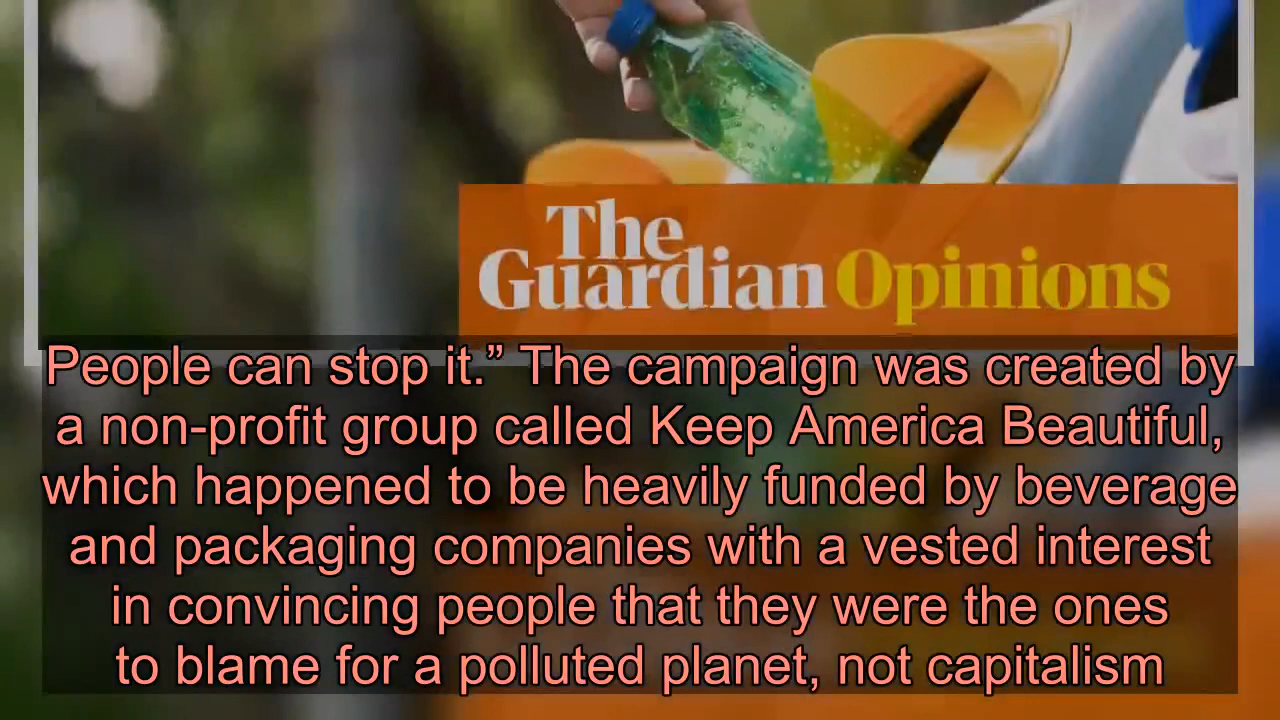 The
Guardian Opinions
People can stop it.” The campaign was created by
a non-profit group called Keep America Beautiful,
which happened to be heavily funded by beverage
and packaging companies with a vested interest
in convincing people that they were the ones
to blame for a polluted planet, not capitalism